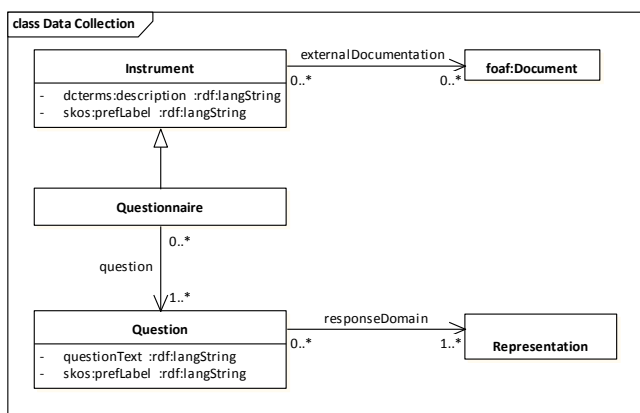 class Data Collection
Instrument
- dcterms:description :rdf:langString
- skos:prefLabel :rdf:langString
externalDocumentation
0..*
0..*
foaf:Document
Questionnaire
0..*
question
1..*
Question
- questionText :rdf:langString
- skos:prefLabel :rdf:langString
responseDomain
0..*
1..*
Representation